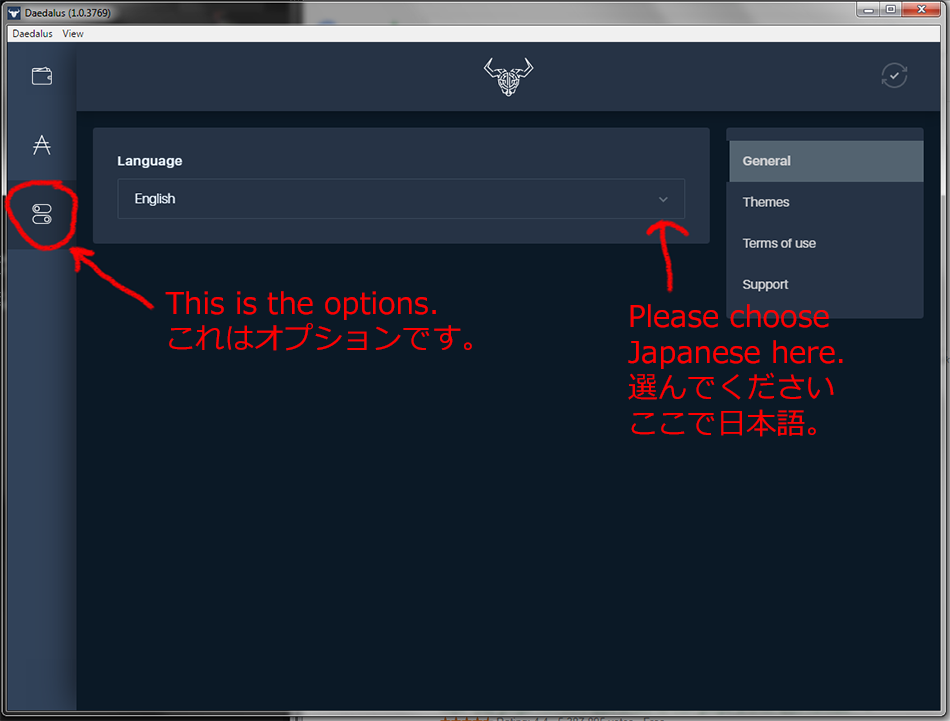 Daedalus (1.0.3769)
Daedalus View
Language
English
General
Themes
Terms of use
Support
This is the options.
これはオプションです。
Please choose
Japanese here.
選んでください
ここで日本語。